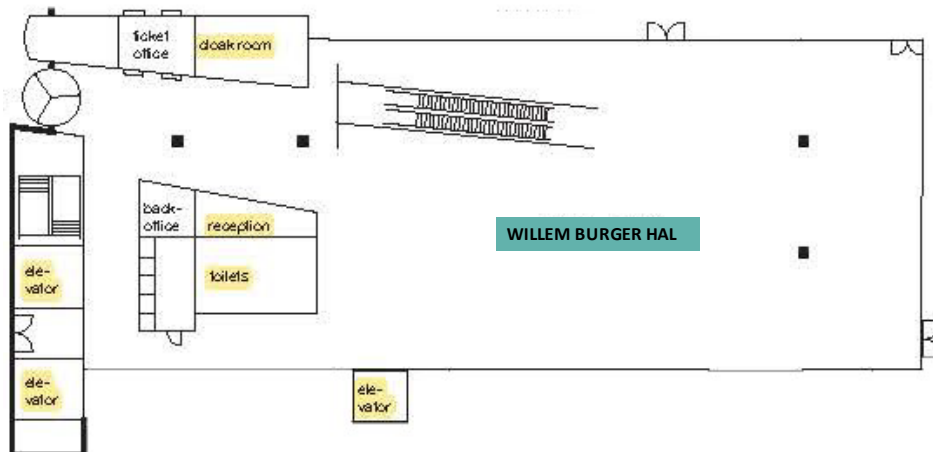 ticket
office
cloakroom
back-
office
reception
WILLEM BURGER HAL
toilets
ele-
vator
ele-
vator
ele-
vator